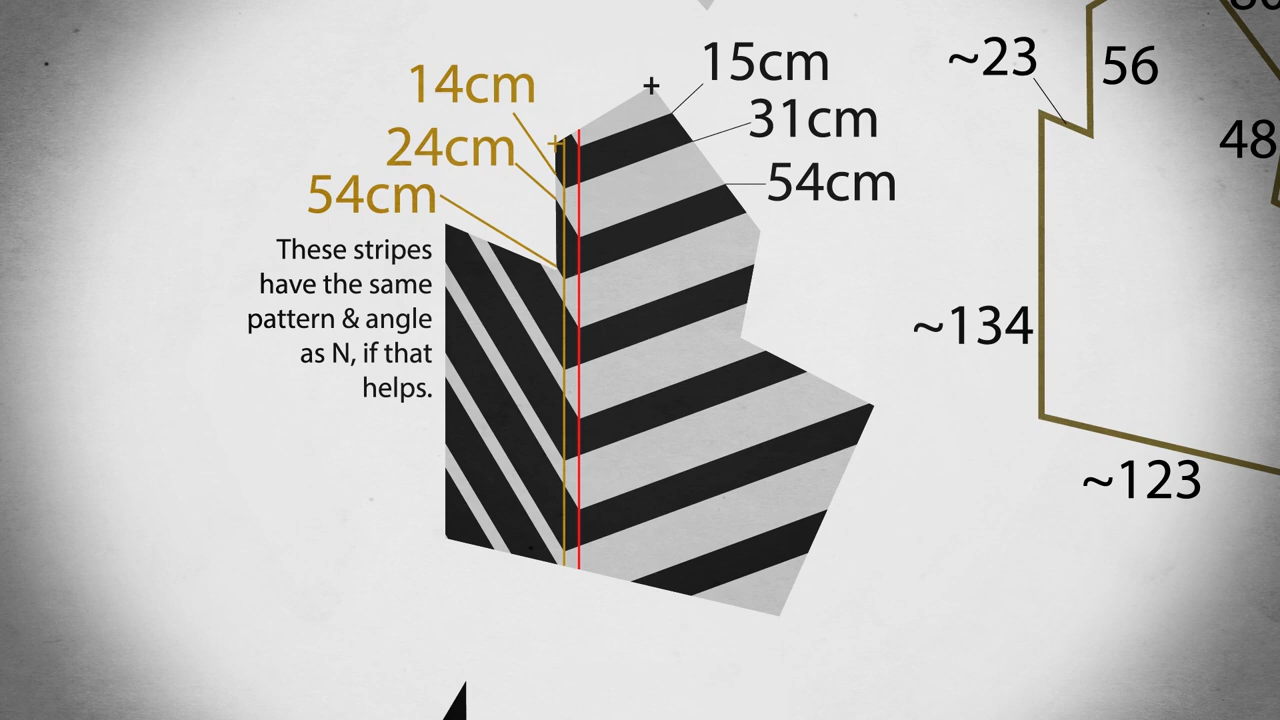 14cm
24cm
54cm
15cm
31cm
54cm
These stripes
have the same
pattern & angle
as N, if that
helps.
~23
56
48
~134
~123